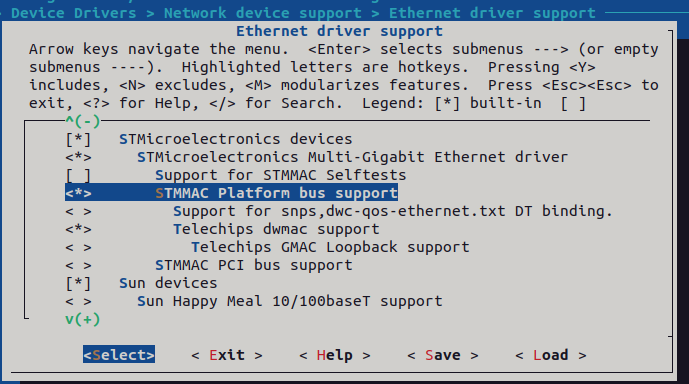 Device Drivers > Network device support > Ethernet driver support
Ethernet driver support
Arrow keys navigate the menu.  <Enter> selects submenus ---> (or empty
submenus ----).  Highlighted letters are hotkeys.  Pressing <Y>
includes, <N> excludes, <M> modularizes features.  Press <Esc><Esc> to
exit, <?> for Help, </> for Search.  Legend: [*] built-in  [ ]
^(-)
[*]   STMicroelectronics devices
<*>     STMicroelectronics Multi-Gigabit Ethernet driver
[ ]       Support for STMMAC Selftests
<*>       STMMAC Platform bus support
< >         Support for snps,dwc-qos-ethernet.txt DT binding.
<*>         Telechips dwmac support
< >           Telechips GMAC Loopback support
< >       STMMAC PCI bus support
[*]   Sun devices
< >     Sun Happy Meal 10/100baseT support
v(+)
<Select>    < Exit >    < Help >    < Save >    < Load >